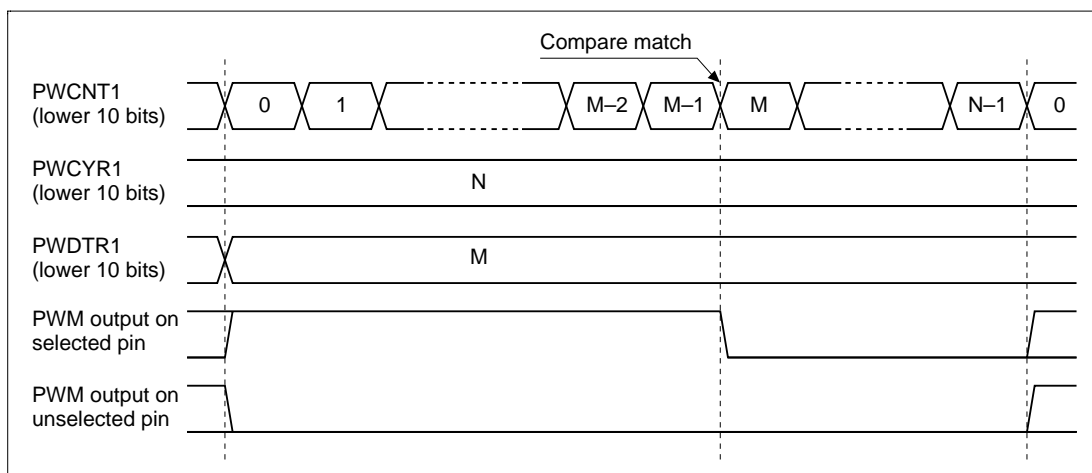 Compare match
PWCNT1
(lower 10 bits)
0 1 M–2 M–1 M N–1 0
PWCYR1
(lower 10 bits)
N
PWDTR1
(lower 10 bits)
M
PWM output on
selected pin
PWM output on
unselected pin